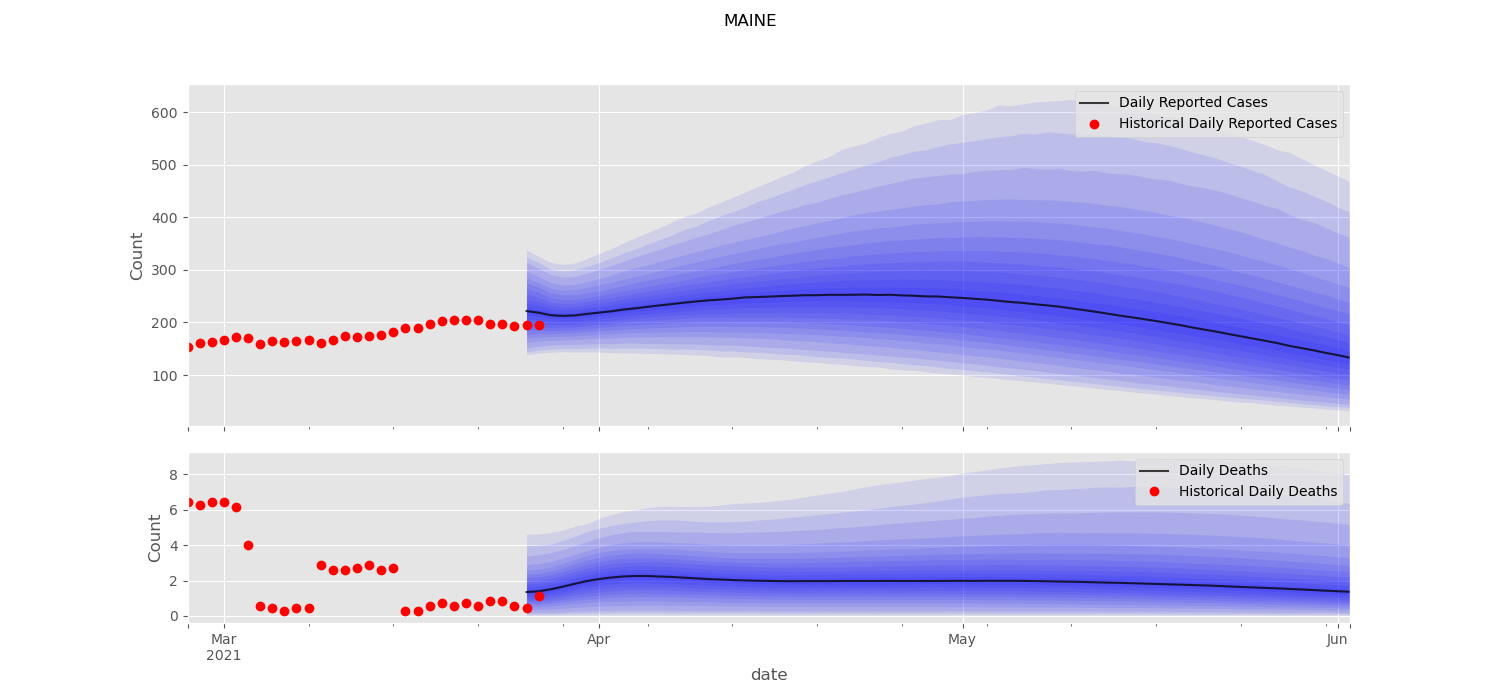 MAINE
Daily Reported Cases
Historical Daily Reported Cases
600
500
400
300
200
100
Count
Daily Deaths
Historical Daily Deaths
8
6
4
2
0
Count
Mar
2021
Apr
May
Jun
date